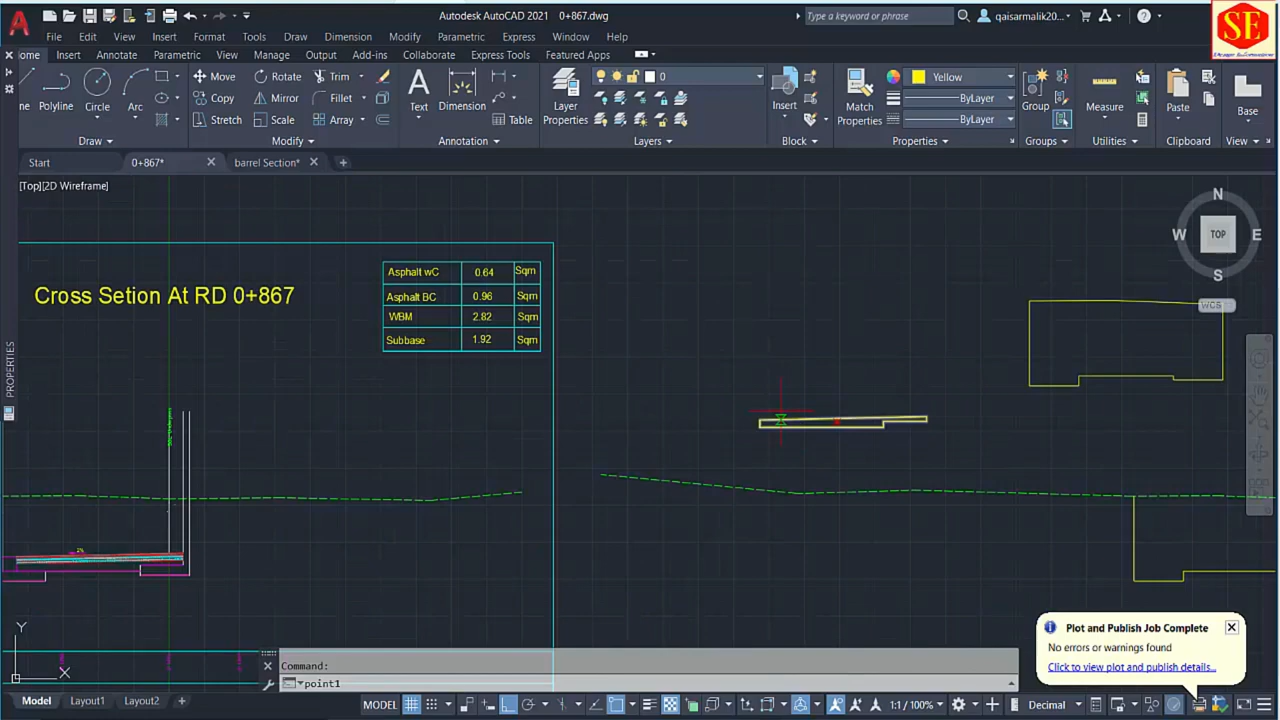 Autodesk AutoCAD 2021 0+867.dwg
Type a keyword or phrase
qaisarmalik20...
SE
File Edit View Insert Format Tools Draw Dimension Modify Parametric Express Window Help
ome Insert Annotate Parametric View Manage Output Add-ins Collaborate Express Tools Featured Apps
ne Polyline Circle Arc
Move Rotate Trim
Copy Mirror Fillet
Stretch Scale Array
Text Dimension Table
Layer Properties
0
Insert
Match Properties
Yellow
ByLayer
ByLayer
Group
Measure
Paste
Base
Draw Modify Annotation Layers Block Properties Groups Utilities Clipboard View
Start 0+867* barrel Section*
[Top][2D Wireframe]
N
W TOP E
S
WCS
Cross Setion At RD 0+867
Asphalt wC 0.64 Sqm
Asphalt BC 0.96 Sqm
WBM 2.82 Sqm
Subbase 1.92 Sqm
PROPERTIES
2%
Y
X
Plot and Publish Job Complete
No errors or warnings found
Click to view plot and publish details...
Command:
point1
Model Layout1 Layout2
MODEL 1:1 / 100% Decimal